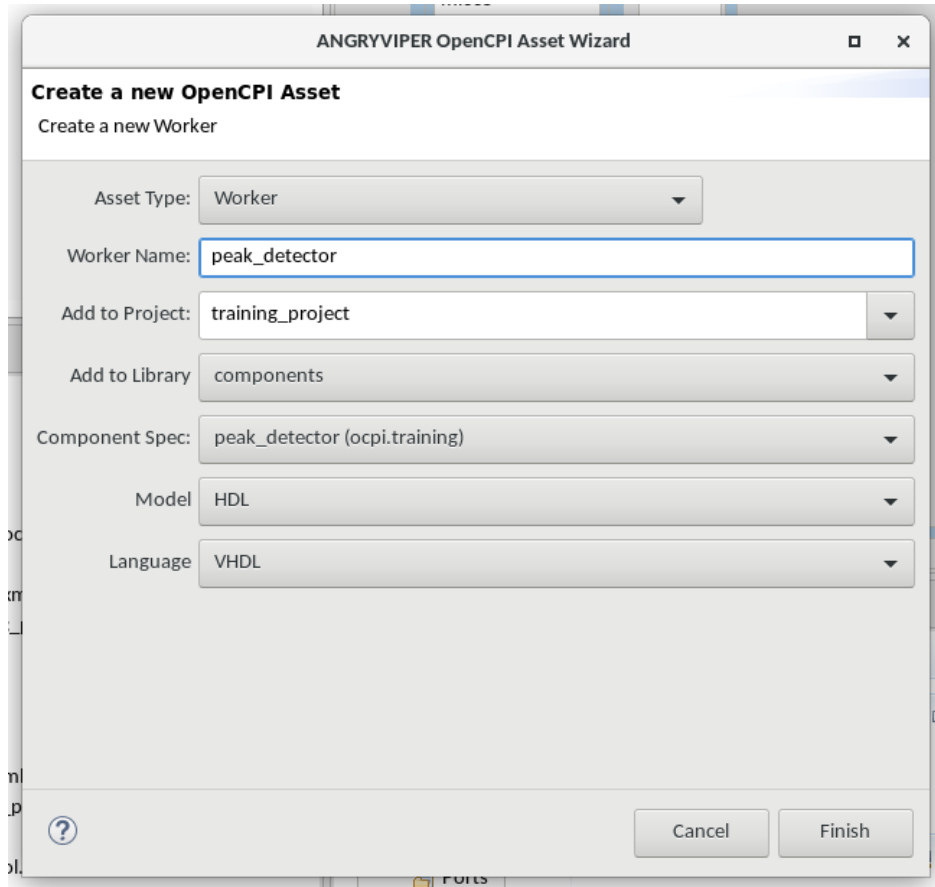 ANGRYVIPER OpenCPI Asset Wizard
Create a new OpenCPI Asset
Create a new Worker
Asset Type: Worker
Worker Name: peak_detector
Add to Project: training_project
Add to Library components
Component Spec: peak_detector (ocpi.training)
Model HDL
Language VHDL
Cancel Finish
Ports